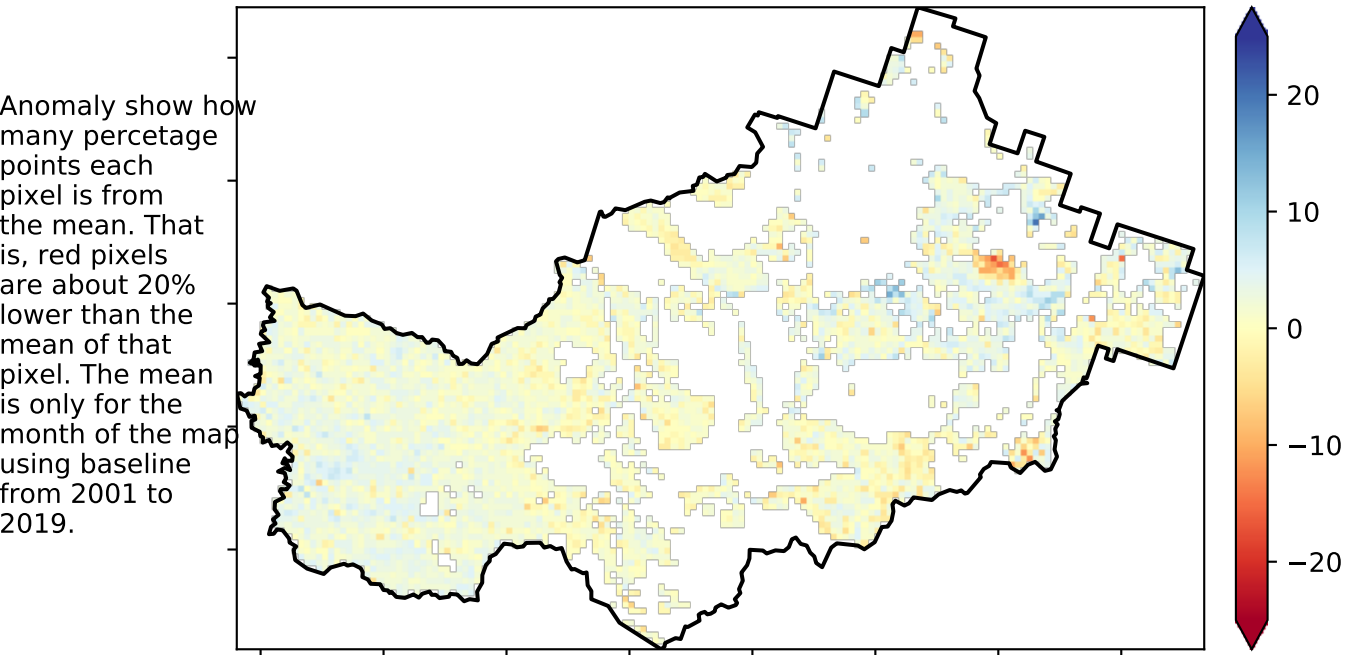 Anomaly show how
many percetage
points each
pixel is from
the mean. That
is, red pixels
are about 20%
lower than the
mean of that
pixel. The mean
is only for the
month of the map
using baseline
from 2001 to
2019.
20
10
0
−10
−20